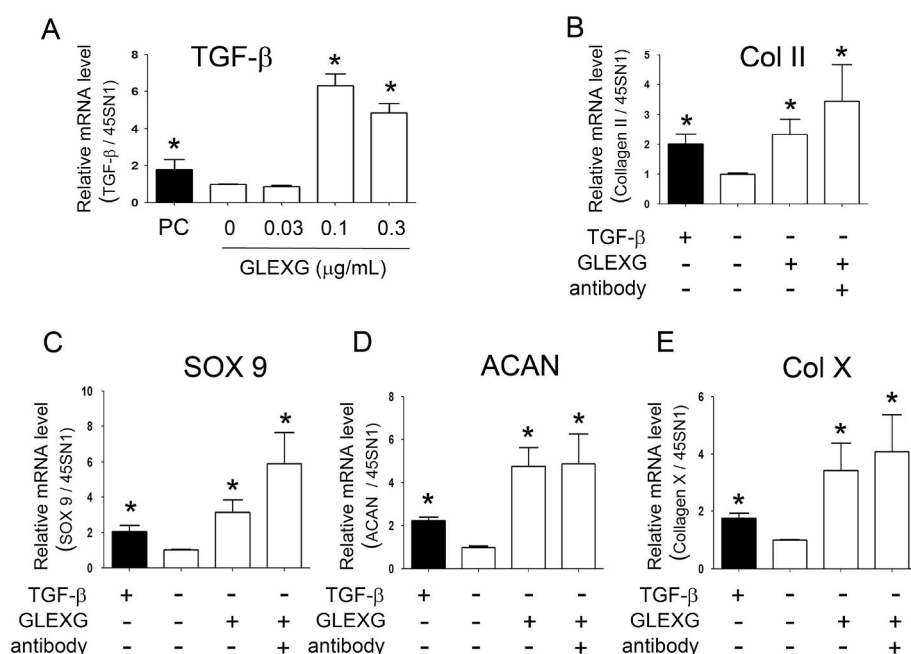 A
TGF-β
Relative mRNA level
(TGF-β / 45SN1)
8
6
4
2
0
*
*
*
PC
0
0.03
0.1
0.3
GLEXG (μg/mL)
B
Col II
Relative mRNA level
(Collagen II / 45SN1)
5
4
3
2
1
0
*
*
*
TGF-β + - - -
GLEXG - - + +
antibody - - - +
C
SOX 9
Relative mRNA level
(SOX 9 / 45SN1)
10
8
6
4
2
0
*
*
*
TGF-β + - - -
GLEXG - - + +
antibody - - - +
D
ACAN
Relative mRNA level
(ACAN / 45SN1)
8
6
4
2
0
*
*
*
+ - - -
- - + +
- - - +
E
Col X
Relative mRNA level
(Collagen X / 45SN1)
6
4
2
0
*
*
*
TGF-β + - - -
GLEXG - - + +
antibody - - - +